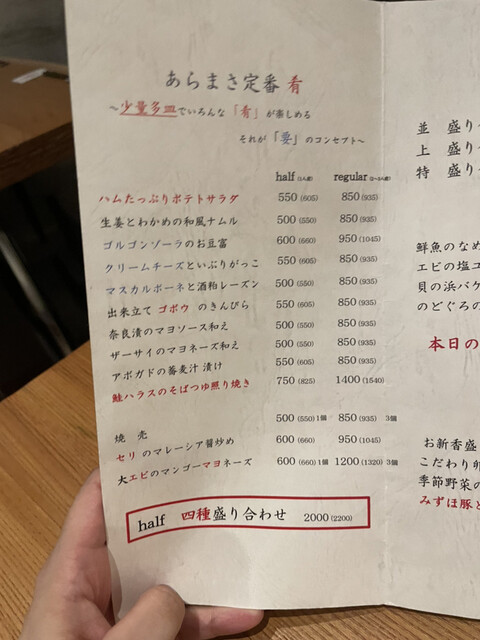 あらまさ定番 肴
～少量多皿でいろんな「肴」が楽しめる
それが「要」のコンセプト～
half (1人前) regular
ハムたっぷりポテトサラダ 550 (605) 850 (935)
生姜とわかめの和風ナムル 500 (550) 850 (935)
ゴルゴンゾーラのお豆富 600 (660) 950 (1045)
クリームチーズといぶりがっこ 550 (605) 850 (935)
マスカルポーネと酒粕レーズン 500 (550) 850 (935)
出来立て ゴボウ のきんぴら 550 (605) 850 (935)
奈良漬のマヨソース和え 500 (550) 850 (935)
ザーサイのマヨネーズ和え 500 (550) 850 (935)
アボガドの蕎麦汁 漬け 550 (605) 850 (935)
鮭ハラスのそばつゆ照り焼き 750 (825) 1400 (1540)
焼 売 500 (550) 1個 850 (935) 3個
セリ のマレーシア醤炒め 600 (660) 950 (1045)
大エビのマンゴーマヨネーズ 600 (660) 1個 1200 (1320) 3個
half 四種盛り合わせ 2000 (2200)
並 盛り
上 盛り
特 盛り
鮮魚のなめ
エビの塩ユ
貝の浜バケ
のどぐろの
本日の
お新香盛
こだわり卵
季節野菜の
みずほ豚と